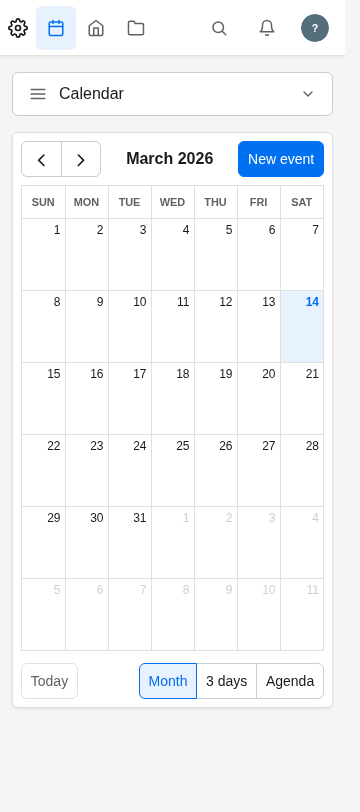 ?
Calendar
March 2026
New event
SUN MON TUE WED THU FRI SAT
1 2 3 4 5 6 7
8 9 10 11 12 13 14
15 16 17 18 19 20 21
22 23 24 25 26 27 28
29 30 31 1 2 3 4
5 6 7 8 9 10 11
Today Month 3 days Agenda